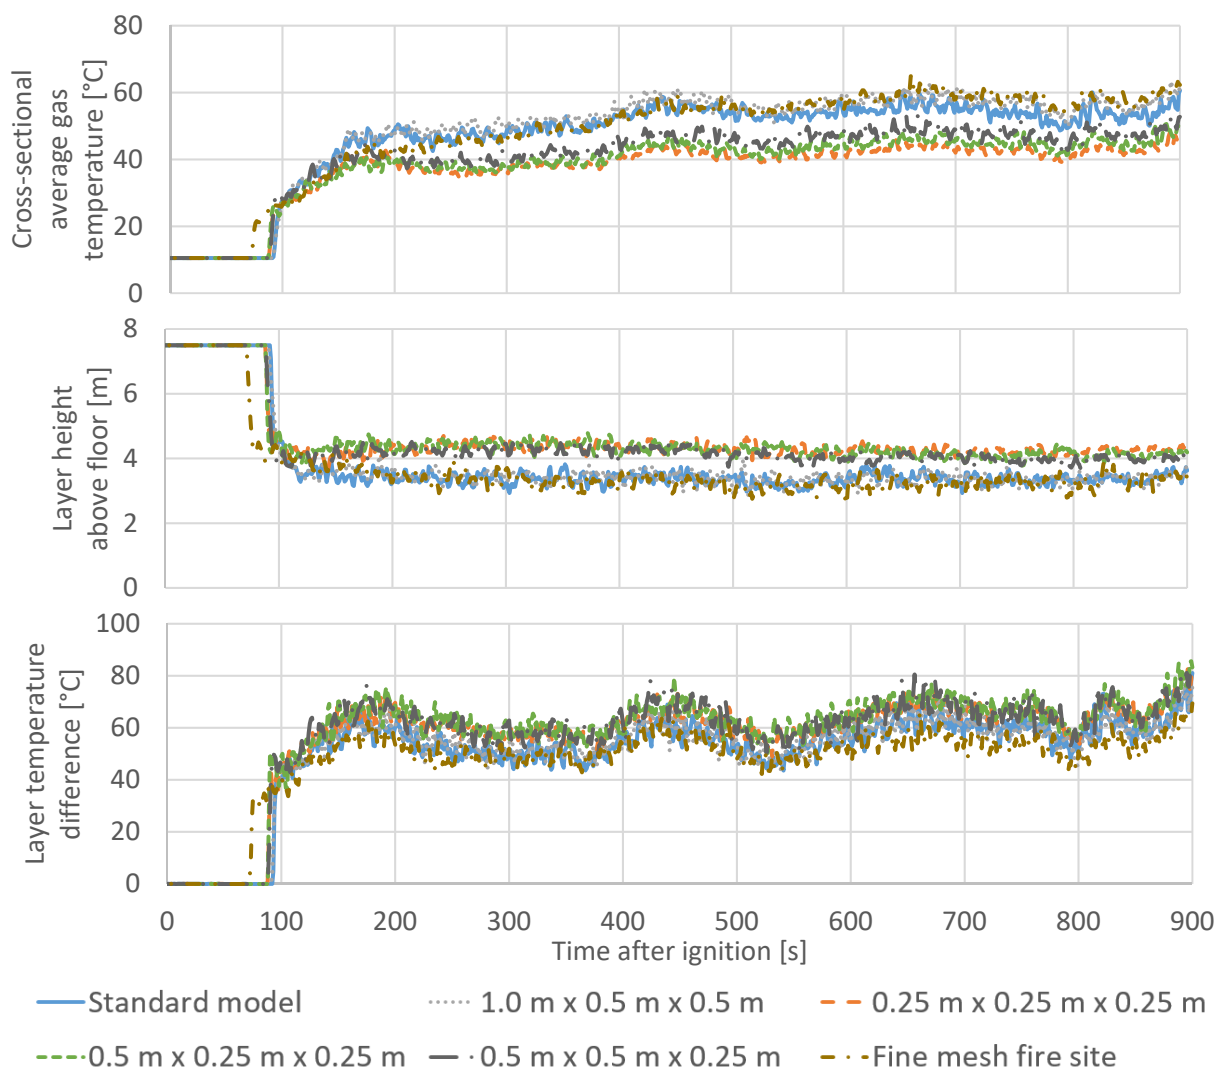 Cross-sectional
average gas
temperature [°C]
80
60
40
20
0
Layer height
above floor [m]
8
6
4
2
0
Layer temperature
difference [°C]
100
80
60
40
20
0
0 100 200 300 400 500 600 700 800 900
Time after ignition [s]
Standard model 1.0 m x 0.5 m x 0.5 m 0.25 m x 0.25 m x 0.25 m
0.5 m x 0.25 m x 0.25 m 0.5 m x 0.5 m x 0.25 m Fine mesh fire site